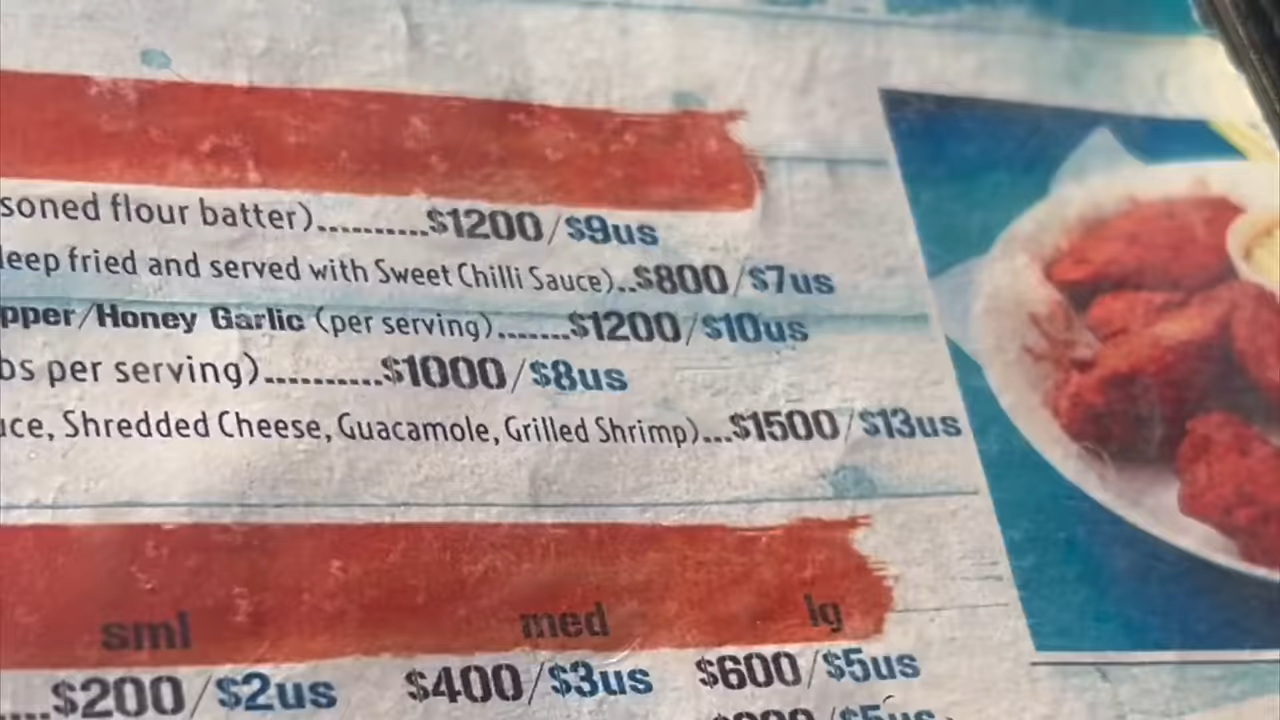 soned flour batter)..........$1200/$9us
eep fried and served with Sweet Chilli Sauce)..$800/$7us
pper/Honey Garlic (per serving).......$1200/$10us
bs per serving)..........$1000/$8us
ce, Shredded Cheese, Guacamole, Grilled Shrimp)...$1500/$13us
sml med lg
...$200/$2us $400/$3us $600/$5us
/$5us